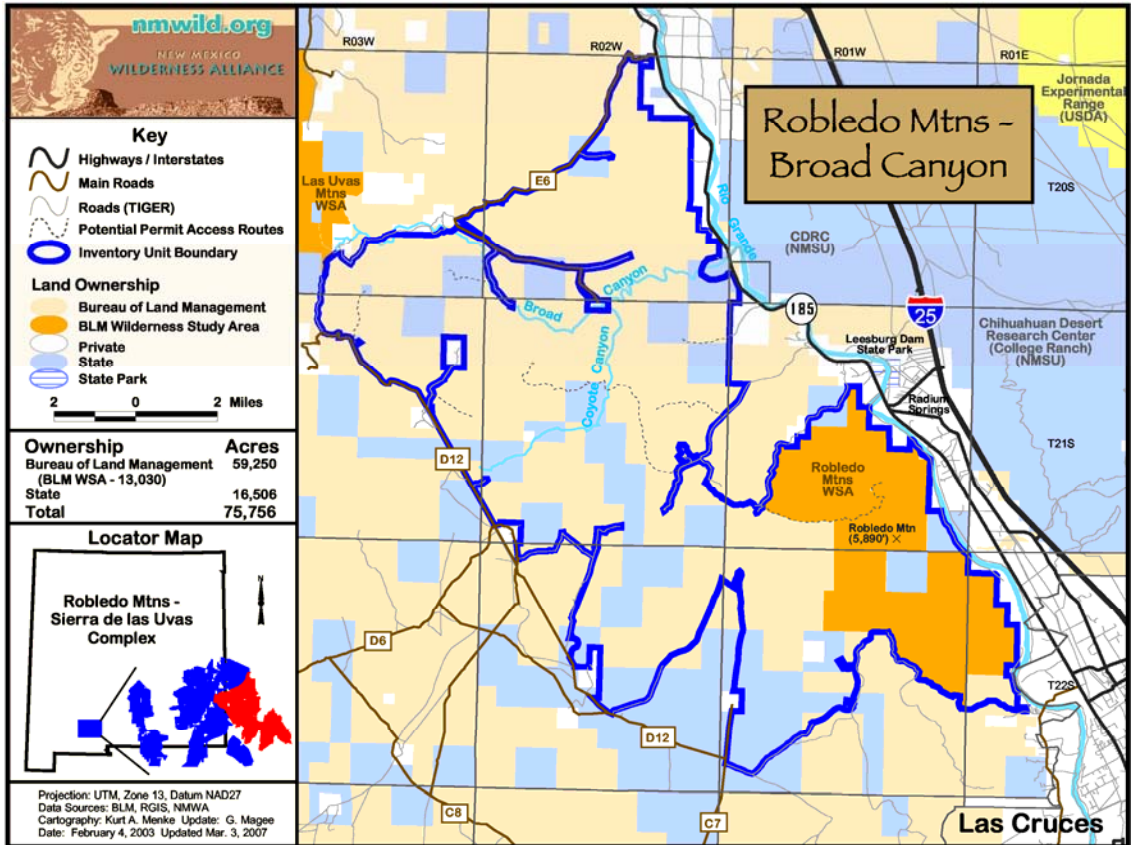 nmwild.org
NEW MEXICO
WILDERNESS ALLIANCE
Key
Highways / Interstates
Main Roads
Roads (TIGER)
Potential Permit Access Routes
Inventory Unit Boundary
Land Ownership
Bureau of Land Management
BLM Wilderness Study Area
Private
State
State Park
2 0 2 Miles
Ownership Acres
Bureau of Land Management 59,250
(BLM WSA - 13,030)
State 16,506
Total 75,756
Locator Map
N
Robledo Mtns -
Sierra de las Uvas
Complex
Projection: UTM, Zone 13, Datum NAD27
Data Sources: BLM, RGIS, NMWA
Cartography: Kurt A. Menke Update: G. Magee
Date: February 4, 2003 Updated Mar. 3, 2007
R03W
R02W
R01W
R01E
Jornada
Experimental
Range
(USDA)
Robledo Mtns -
Broad Canyon
Las Uvas
Mtns
WSA
E6
T20S
Rio Grande
CDRC
(NMSU)
Broad Canyon
185
25
Chihuahuan Desert
Research Center
(College Ranch)
(NMSU)
Leesburg Dam
State Park
Coyote Canyon
Radium
Springs
T21S
D12
Robledo
Mtns
WSA
Robledo Mtn
(5,890') ×
D6
T22S
D12
C8
C7
Las Cruces